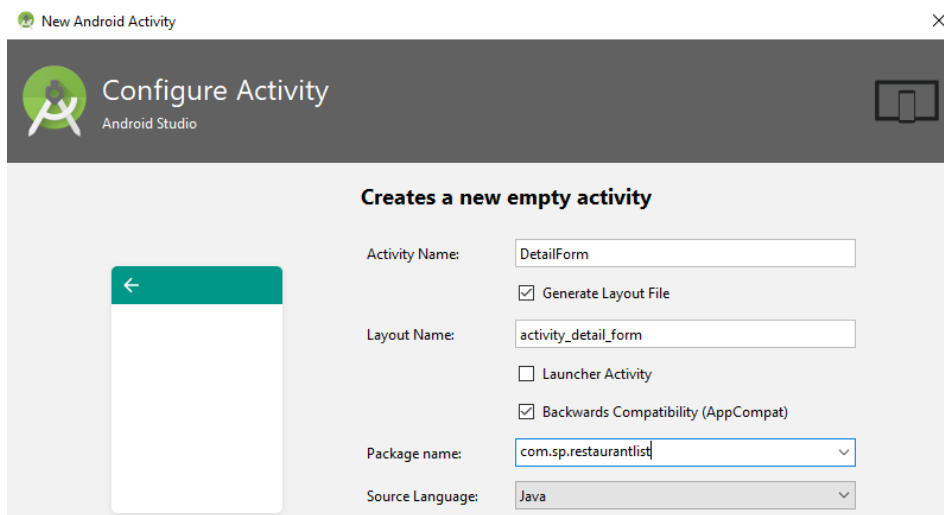 New Android Activity
Configure Activity
Android Studio
Creates a new empty activity
Activity Name: DetailForm
Generate Layout File
Layout Name: activity_detail_form
Launcher Activity
Backwards Compatibility (AppCompat)
Package name: com.sp.restaurantlist
Source Language: Java